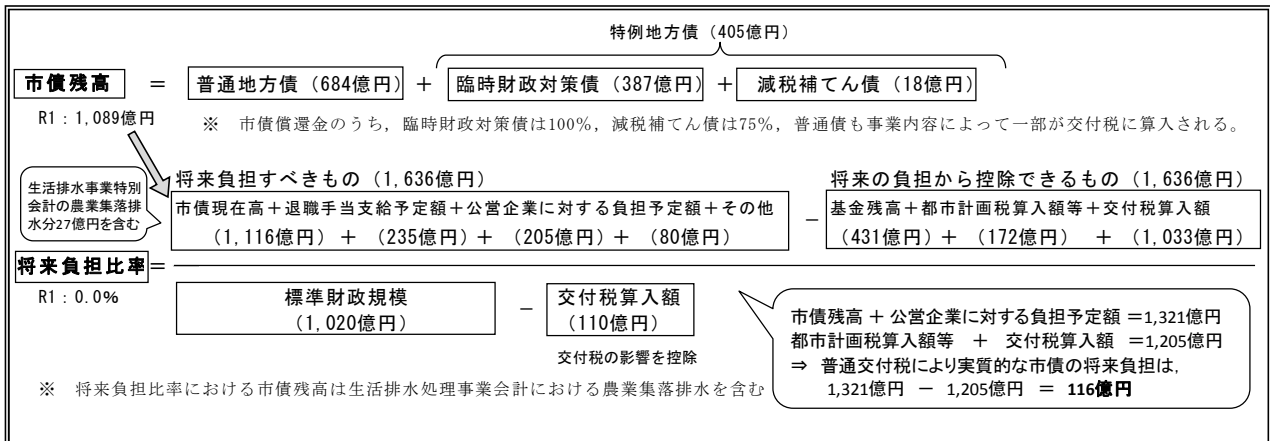 特例地方債（405億円）
市債残高 ＝ 普通地方債（684億円）＋ 臨時財政対策債（387億円）＋ 減税補てん債（18億円）
R1：1,089億円
※ 市債償還金のうち，臨時財政対策債は100%，減税補てん債は75%，普通債も事業内容によって一部が交付税に算入される。
生活排水事業特別
会計の農業集落排
水分27億円を含む
将来負担すべきもの（1,636億円）
市債現在高＋退職手当支給予定額＋公営企業に対する負担予定額＋その他
（1,116億円）＋（235億円）＋（205億円）＋（80億円）
－
将来の負担から控除できるもの（1,636億円）
基金残高＋都市計画税算入額等＋交付税算入額
（431億円）＋（172億円） ＋（1,033億円）
将来負担比率＝
R1：0.0%
標準財政規模
（1,020億円）
－
交付税算入額
（110億円）
交付税の影響を控除
市債残高 ＋ 公営企業に対する負担予定額 ＝1,321億円
都市計画税算入額等 ＋ 交付税算入額 ＝1,205億円
⇒ 普通交付税により実質的な市債の将来負担は，
1,321億円 － 1,205億円 ＝ 116億円
※ 将来負担比率における市債残高は生活排水処理事業会計における農業集落排水を含む